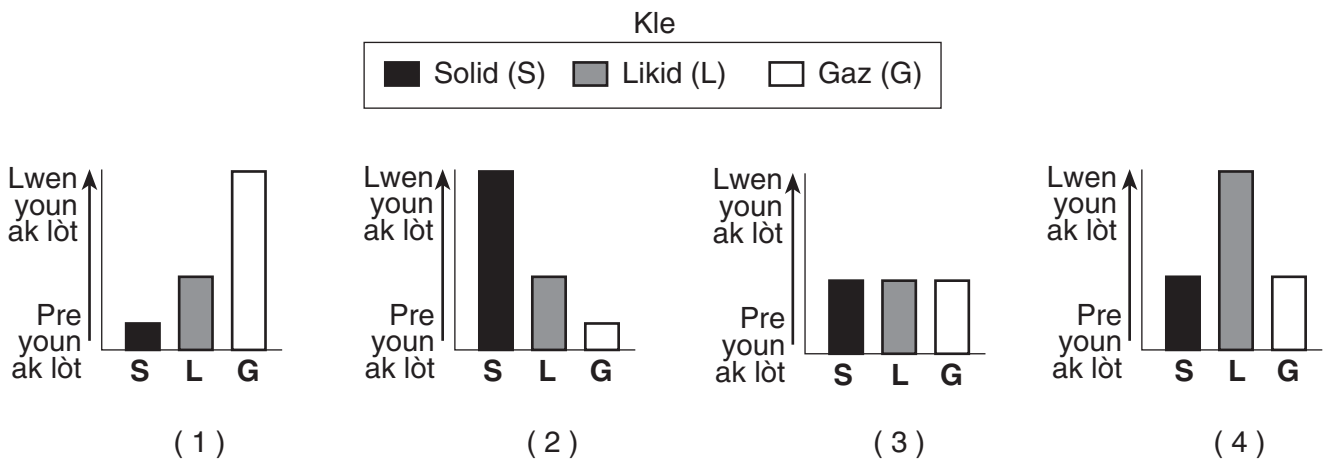 Kle
Solid (S) Likid (L) Gaz (G)
Lwen
youn
ak lòt
Pre
youn
ak lòt
S L G
( 1 )
Lwen
youn
ak lòt
Pre
youn
ak lòt
S L G
( 2 )
Lwen
youn
ak lòt
Pre
youn
ak lòt
S L G
( 3 )
Lwen
youn
ak lòt
Pre
youn
ak lòt
S L G
( 4 )